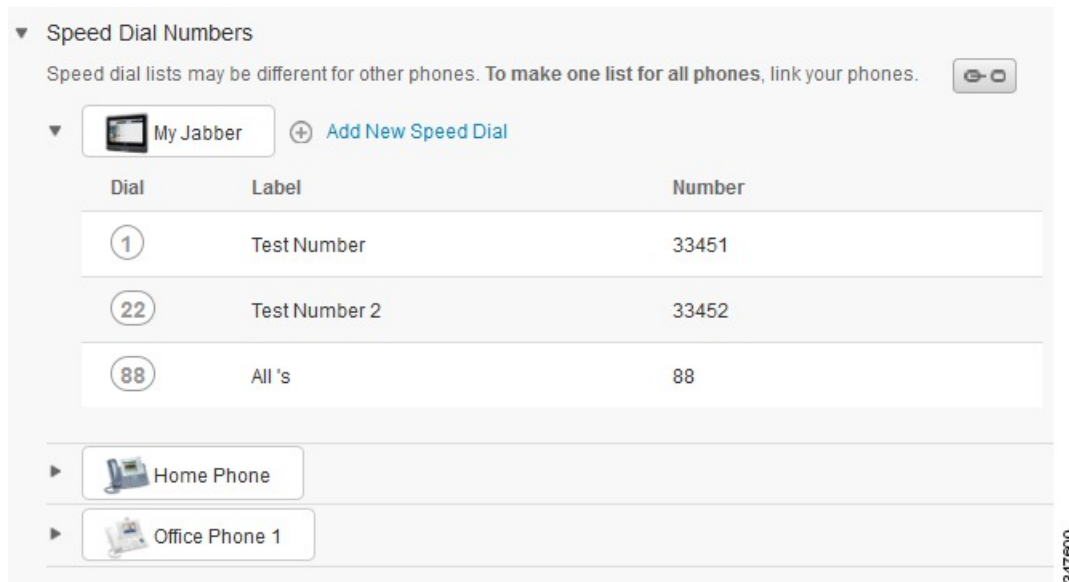 Speed Dial Numbers
Speed dial lists may be different for other phones. To make one list for all phones, link your phones.
My Jabber Add New Speed Dial
Dial Label Number
1 Test Number 33451
22 Test Number 2 33452
88 All 's 88
Home Phone
Office Phone 1